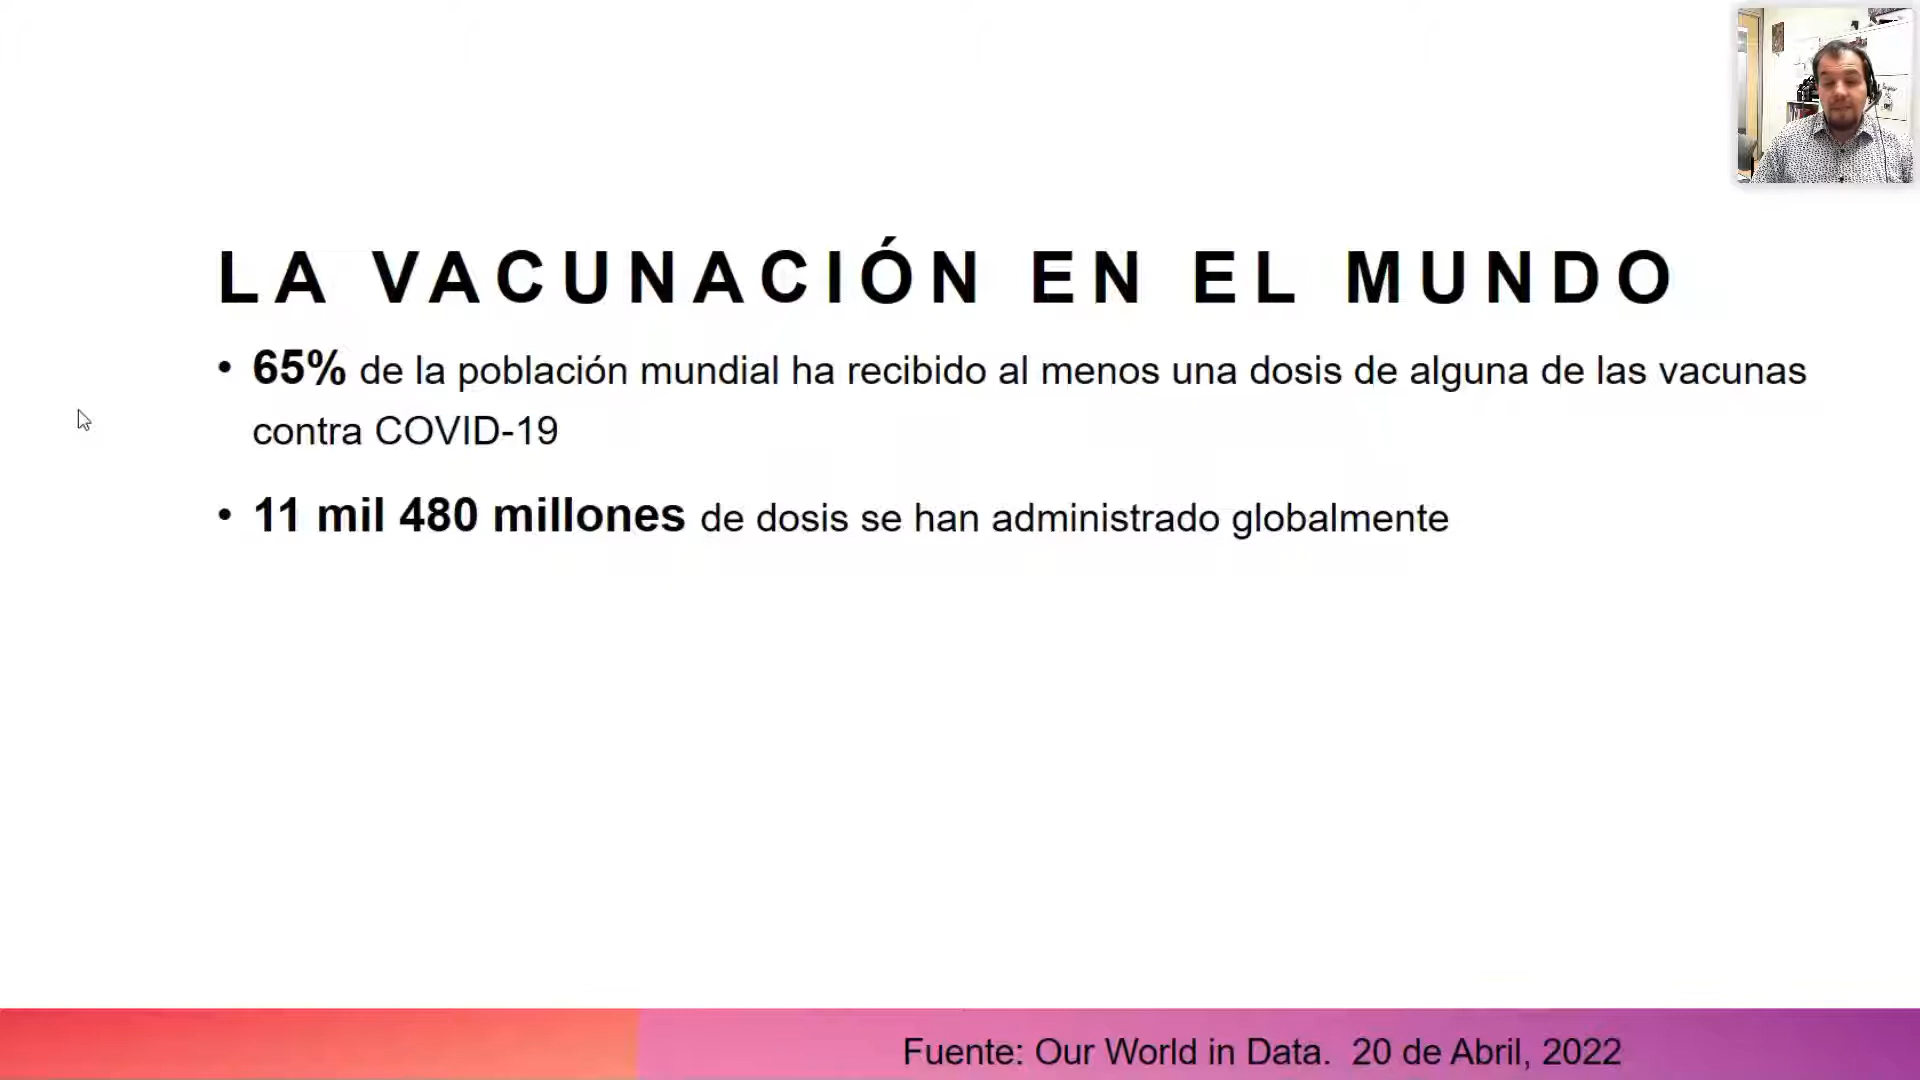 LA VACUNACIÓN EN EL MUNDO
• 65% de la población mundial ha recibido al menos una dosis de alguna de las vacunas
contra COVID-19
• 11 mil 480 millones de dosis se han administrado globalmente
Fuente: Our World in Data. 20 de Abril, 2022